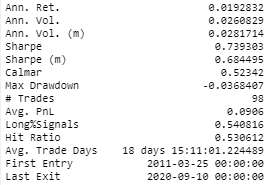 Ann. Ret. 0.0192832
Ann. Vol. 0.0260829
Ann. Vol. (m) 0.0281714
Sharpe 0.739303
Sharpe (m) 0.684495
Calmar 0.52342
Max Drawdown -0.0368407
# Trades 98
Avg. PnL 0.0906
Long%Signals 0.540816
Hit Ratio 0.530612
Avg. Trade Days 18 days 15:11:01.224489
First Entry 2011-03-25 00:00:00
Last Exit 2020-09-10 00:00:00